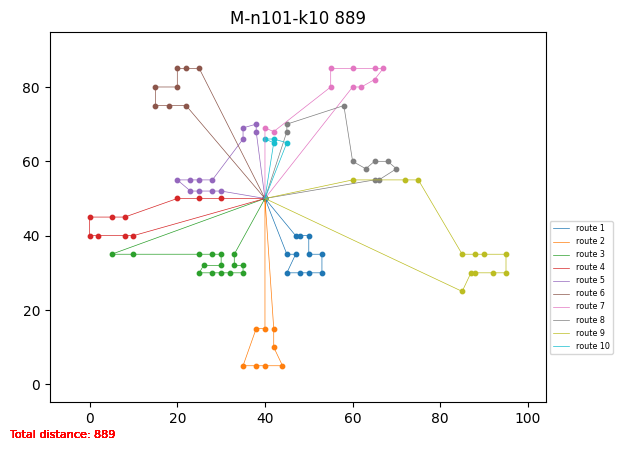 M-n101-k10 889
80
60
40
20
0
0 20 40 60 80 100
route 1
route 2
route 3
route 4
route 5
route 6
route 7
route 8
route 9
route 10
Total distance: 889